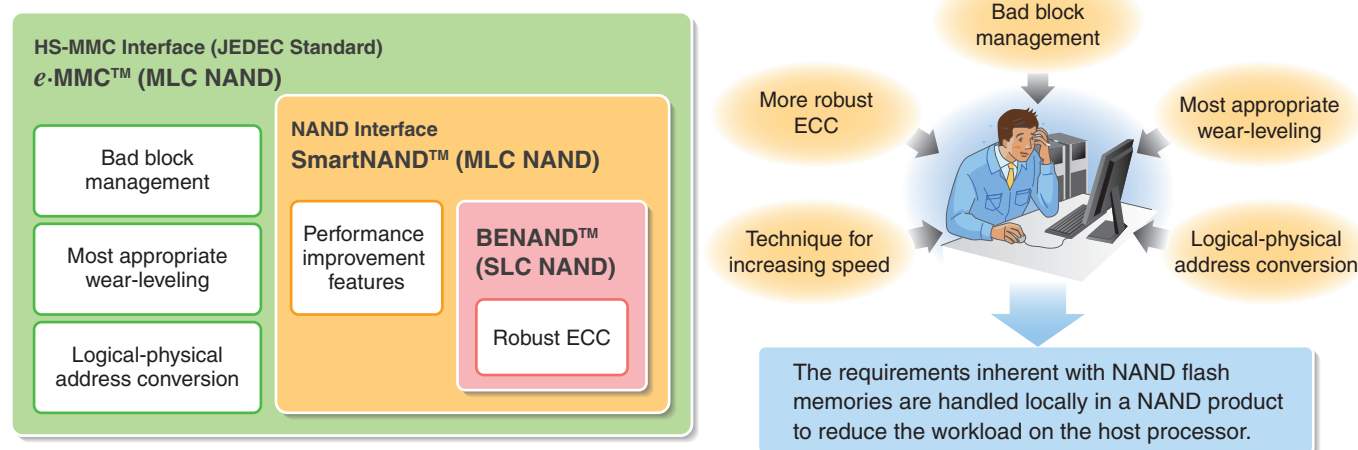 HS-MMC Interface (JEDEC Standard)
e·MMC™ (MLC NAND)
Bad block
management
Most appropriate
wear-leveling
Logical-physical
address conversion
NAND Interface
SmartNAND™ (MLC NAND)
Performance
improvement
features
BENAND™
(SLC NAND)
Robust ECC
Bad block
management
More robust
ECC
Most appropriate
wear-leveling
Technique for
increasing speed
Logical-physical
address conversion
The requirements inherent with NAND flash
memories are handled locally in a NAND product
to reduce the workload on the host processor.